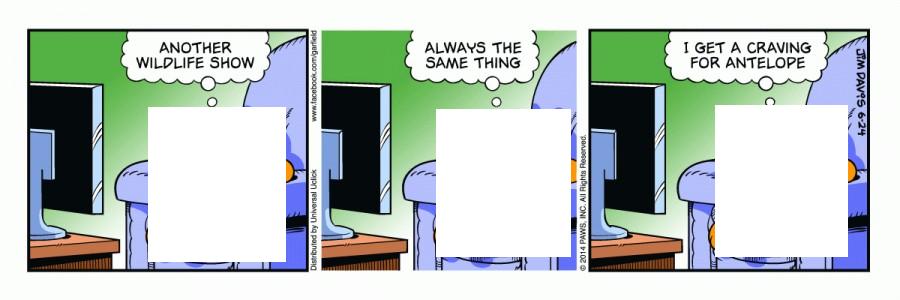 ANOTHER
WILDLIFE SHOW
www.facebook.com/garfield
Distributed by Universal Uclick
ALWAYS THE
SAME THING
© 2014 PAWS, INC. All Rights Reserved.
I GET A CRAVING
FOR ANTELOPE
JIM DAVIS 6-24